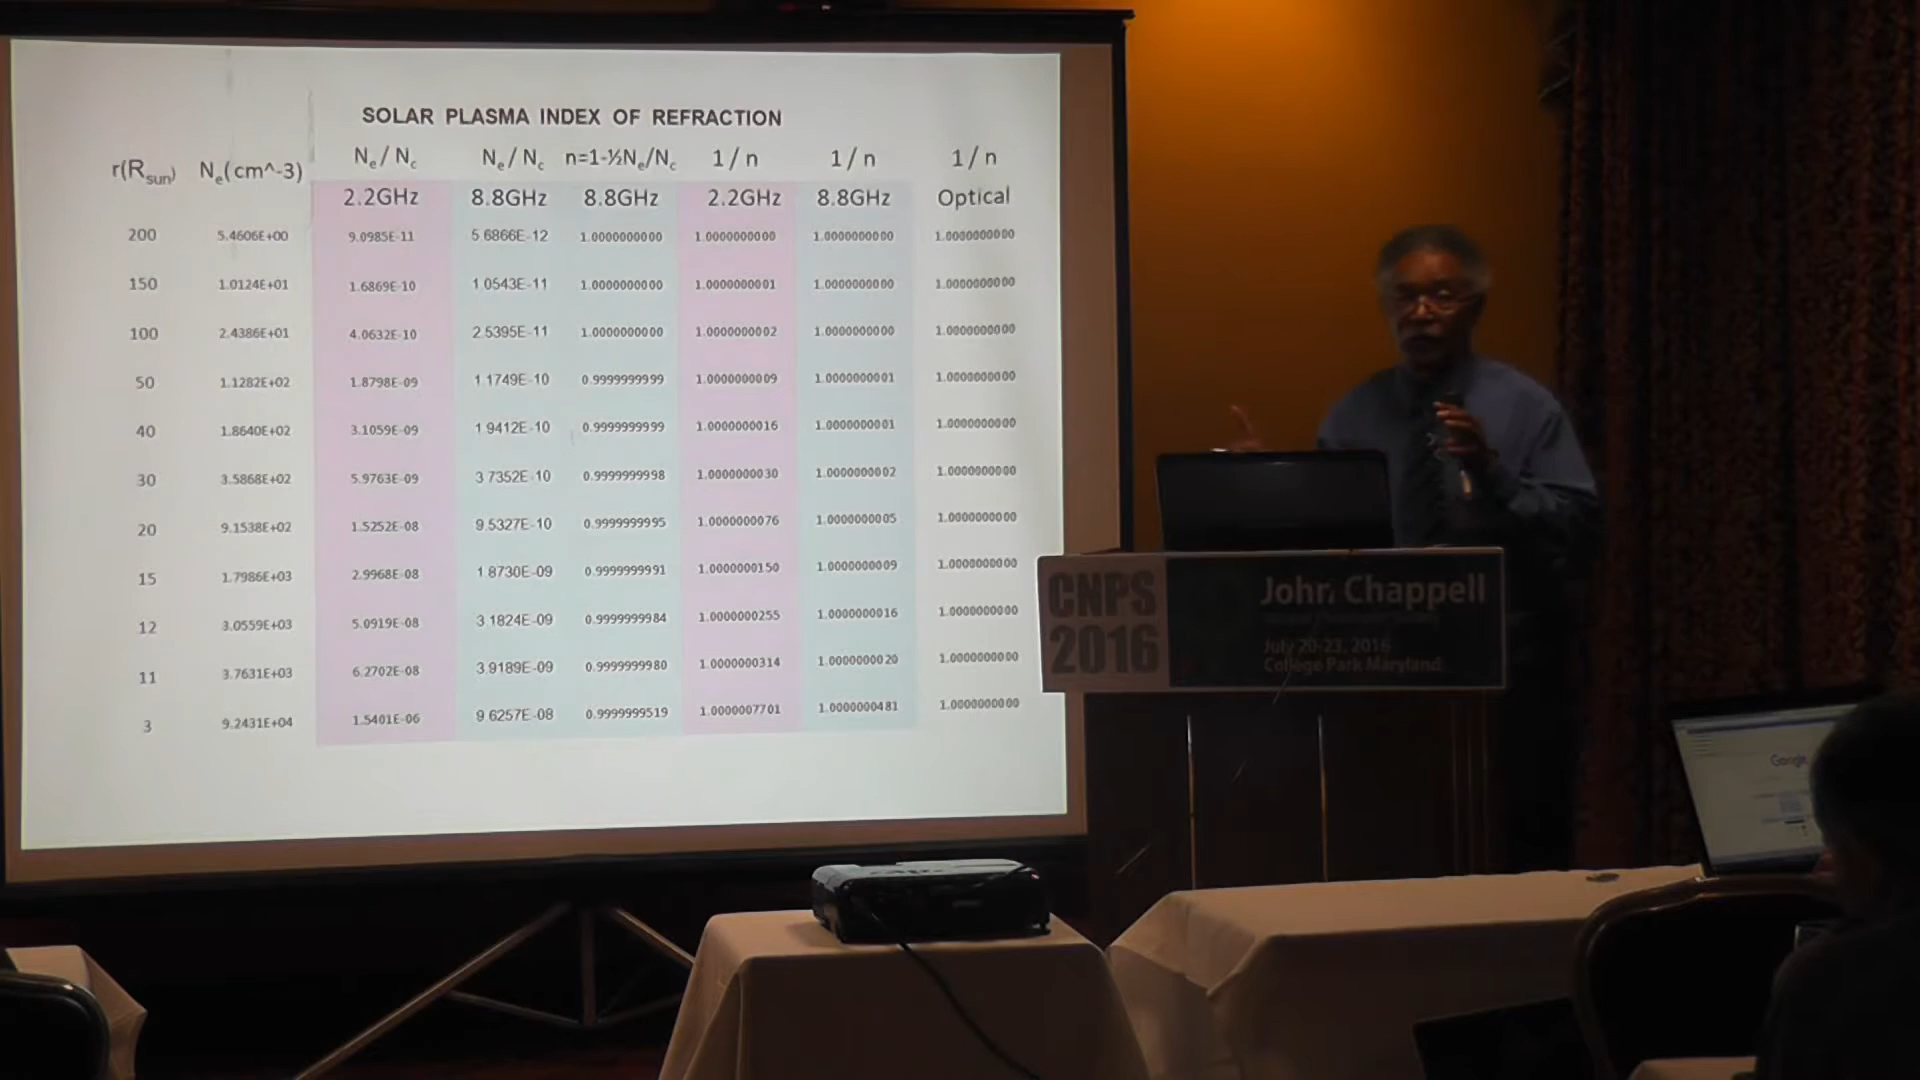 SOLAR PLASMA INDEX OF REFRACTION
r(Rsun) Ne(cm^-3) Ne/Nc Ne/Nc n=1-½Ne/Nc 1/n 1/n 1/n
2.2GHz 8.8GHz 8.8GHz 2.2GHz 8.8GHz Optical
200 5.4606E+00 9.0985E-11 5.6866E-12 1.0000000000 1.0000000000 1.0000000000 1.0000000000
150 1.0124E+01 1.6869E-10 1.0543E-11 1.0000000000 1.0000000001 1.0000000000 1.0000000000
100 2.4386E+01 4.0632E-10 2.5395E-11 1.0000000000 1.0000000002 1.0000000000 1.0000000000
50 1.1282E+02 1.8798E-09 1.1749E-10 0.9999999999 1.0000000009 1.0000000001 1.0000000000
40 1.8640E+02 3.1059E-09 1.9412E-10 0.9999999999 1.0000000016 1.0000000001 1.0000000000
30 3.5868E+02 5.9763E-09 3.7352E-10 0.9999999998 1.0000000030 1.0000000002 1.0000000000
20 9.1538E+02 1.5252E-08 9.5327E-10 0.9999999995 1.0000000076 1.0000000005 1.0000000000
15 1.7986E+03 2.9968E-08 1.8730E-09 0.9999999991 1.0000000150 1.0000000009 1.0000000000
12 3.0559E+03 5.0919E-08 3.1824E-09 0.9999999984 1.0000000255 1.0000000016 1.0000000000
11 3.7631E+03 6.2702E-08 3.9189E-09 0.9999999980 1.0000000314 1.0000000020 1.0000000000
3 9.2431E+04 1.5401E-06 9.6257E-08 0.9999999519 1.0000007701 1.0000000481 1.0000000000
CNPS
2016
John Chappell
July 20-23, 2016
College Park Maryland
Google